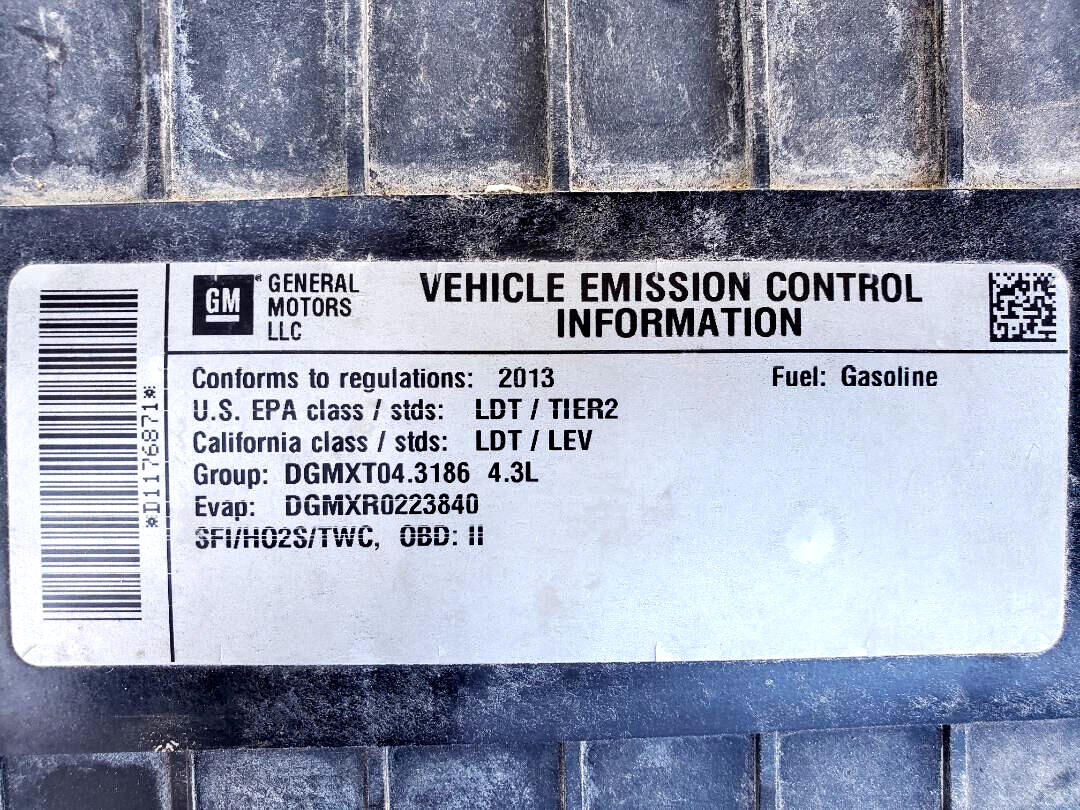 *D1176871*
GM
GENERAL
MOTORS
LLC
VEHICLE EMISSION CONTROL
INFORMATION
Conforms to regulations: 2013
Fuel: Gasoline
U.S. EPA class / stds: LDT / TIER2
California class / stds: LDT / LEV
Group: DGMXT04.3186 4.3L
Evap: DGMXR0223840
SFI/HO2S/TWC, OBD: II